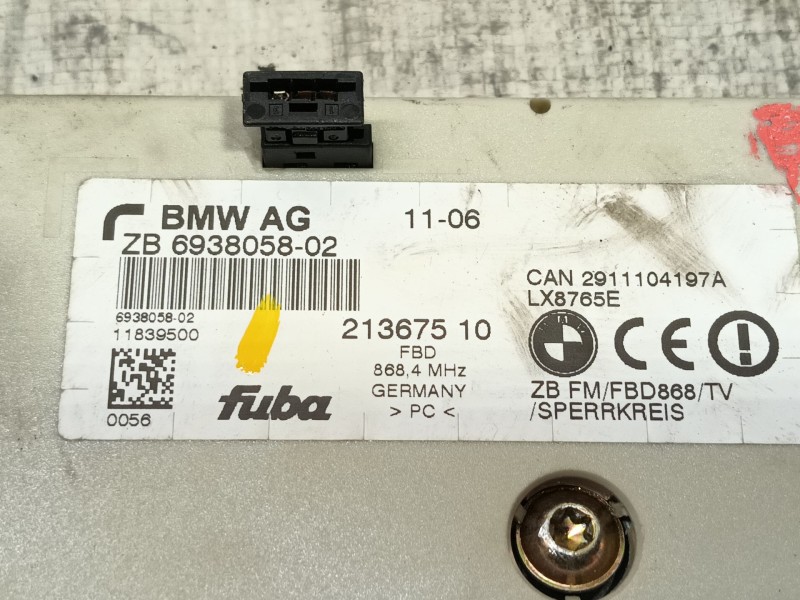 BMW AG 11-06
ZB 6938058-02
6938058-02
11839500
0056
fuba
213675 10
FBD
868,4 MHz
GERMANY
> PC <
CAN 2911104197A
LX8765E
CE
ZB FM/FBD868/TV
/SPERRKREIS